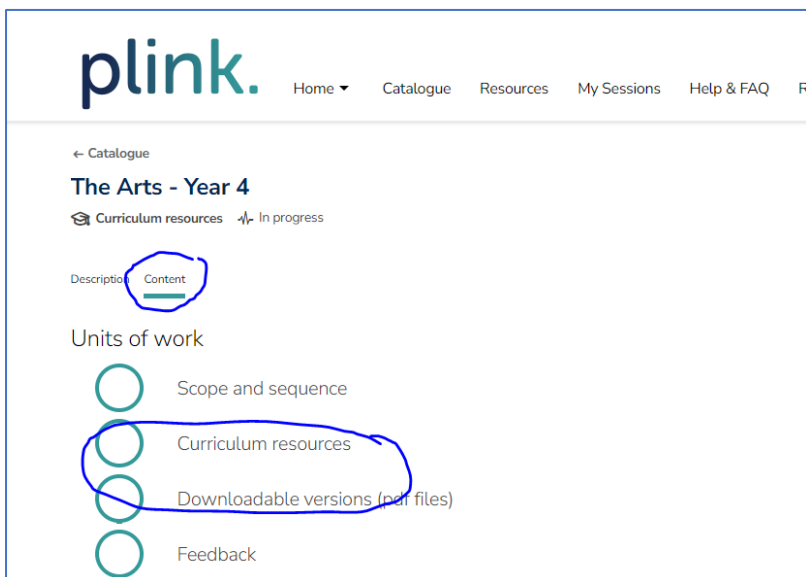 plink.
Home Catalogue Resources My Sessions Help & FAQ R
← Catalogue
The Arts - Year 4
Curriculum resources In progress
Description Content
Units of work
Scope and sequence
Curriculum resources
Downloadable versions (pdf files)
Feedback